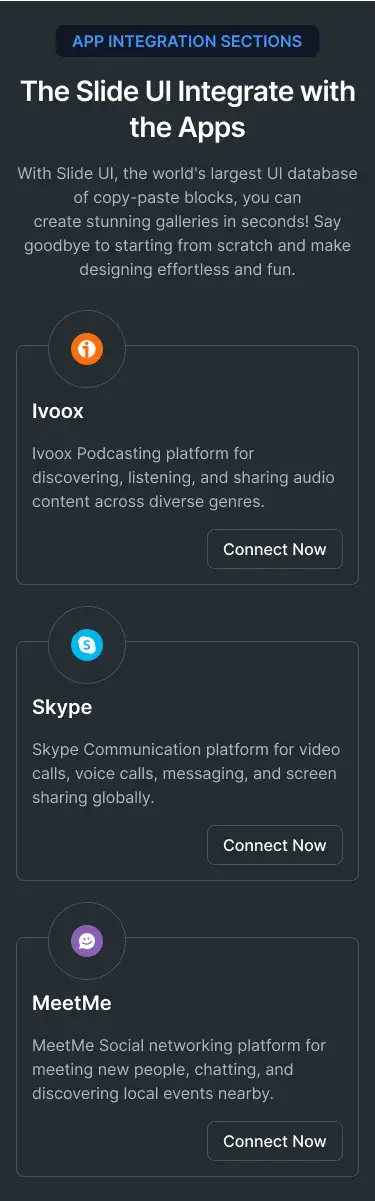 APP INTEGRATION SECTIONS
The Slide UI Integrate with
the Apps
With Slide UI, the world's largest UI database
of copy-paste blocks, you can
create stunning galleries in seconds! Say
goodbye to starting from scratch and make
designing effortless and fun.
Ivoox
Ivoox Podcasting platform for
discovering, listening, and sharing audio
content across diverse genres.
Connect Now
Skype
Skype Communication platform for video
calls, voice calls, messaging, and screen
sharing globally.
Connect Now
MeetMe
MeetMe Social networking platform for
meeting new people, chatting, and
discovering local events nearby.
Connect Now